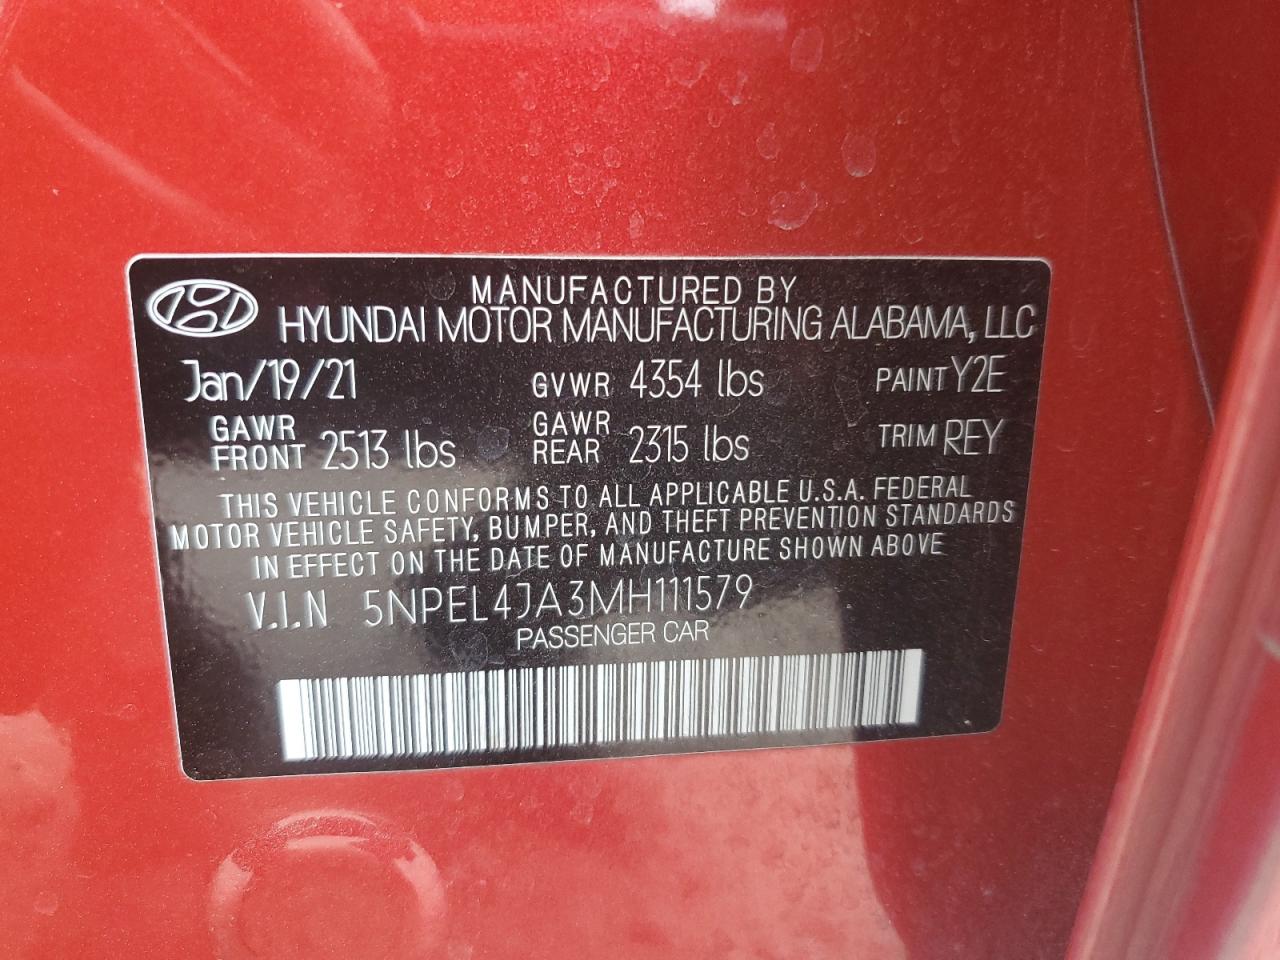 MANUFACTURED BY
HYUNDAI MOTOR MANUFACTURING ALABAMA, LLC
Jan/19/21 GVWR 4354 lbs PAINT Y2E
GAWR FRONT 2513 lbs GAWR REAR 2315 lbs TRIM REY
THIS VEHICLE CONFORMS TO ALL APPLICABLE U.S.A. FEDERAL
MOTOR VEHICLE SAFETY, BUMPER, AND THEFT PREVENTION STANDARDS
IN EFFECT ON THE DATE OF MANUFACTURE SHOWN ABOVE
V.I.N 5NPEL4JA3MH111579
PASSENGER CAR